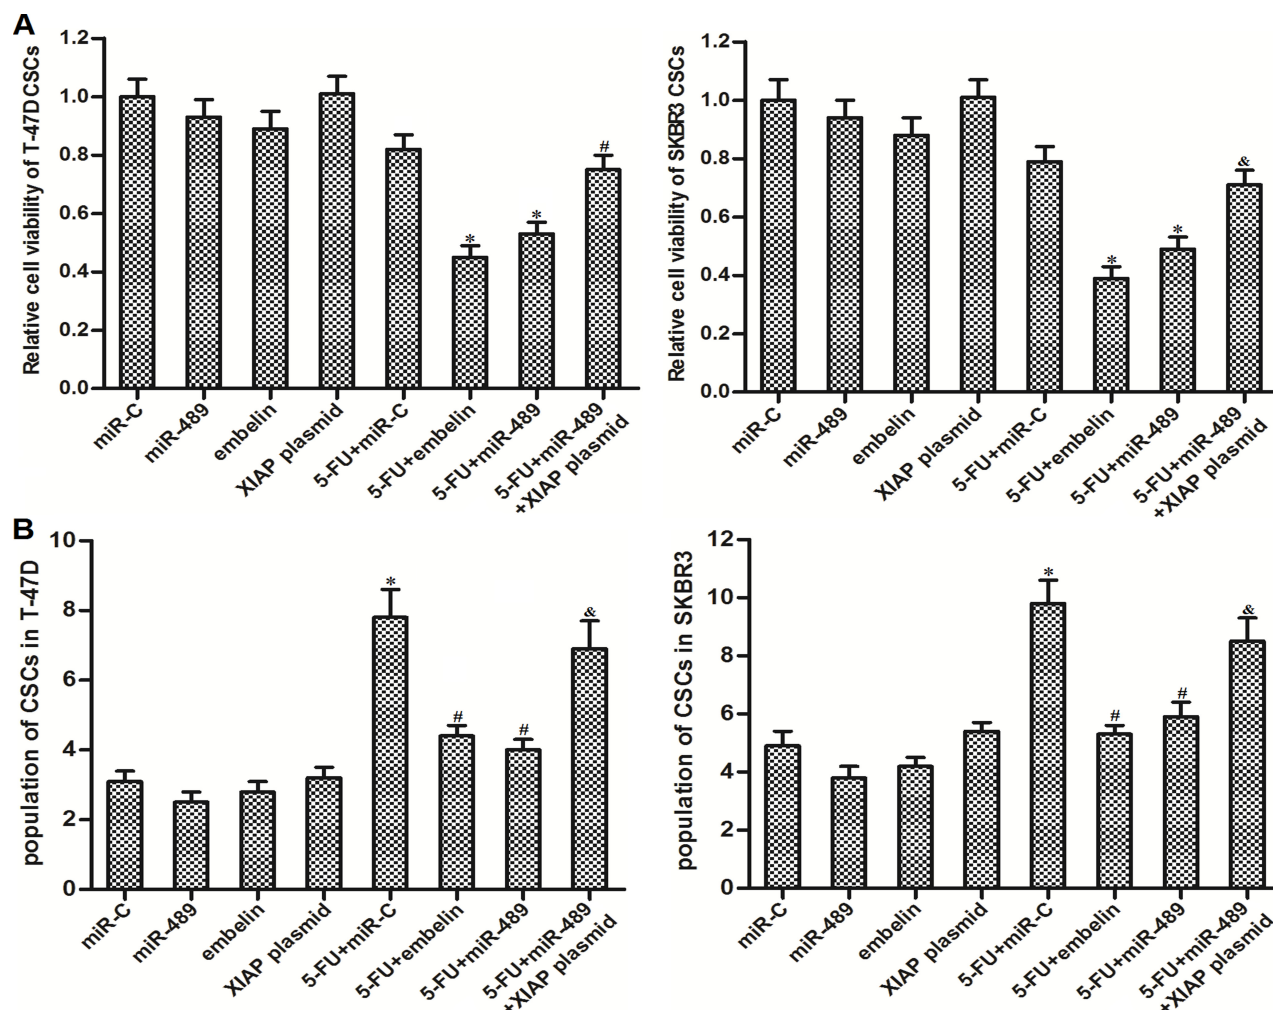 A
Relative cell viability of T-47DCSCs
1.2
1.0
0.8
0.6
0.4
0.2
0.0
*
*
#
miR-C
miR-489
embelin
XIAP plasmid
5-FU+miR-C
5-FU+embelin
5-FU+miR-489
5-FU+miR-489
+XIAP plasmid
Relative cell viability of SKBR3 CSCs
1.2
1.0
0.8
0.6
0.4
0.2
0.0
*
*
&
miR-C
miR-489
embelin
XIAP plasmid
5-FU+miR-C
5-FU+embelin
5-FU+miR-489
5-FU+miR-489
+XIAP plasmid
B
population of CSCs in T-47D
10
8
6
4
2
0
*
#
#
&
miR-C
miR-489
embelin
XIAP plasmid
5-FU+miR-C
5-FU+embelin
5-FU+miR-489
5-FU+miR-489
+XIAP plasmid
population of CSCs in SKBR3
12
10
8
6
4
2
0
*
#
#
&
miR-C
miR-489
embelin
XIAP plasmid
5-FU+miR-C
5-FU+embelin
5-FU+miR-489
5-FU+miR-489
+XIAP plasmid